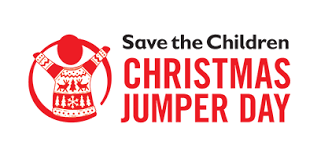 Save the Children
CHRISTMAS
JUMPER DAY